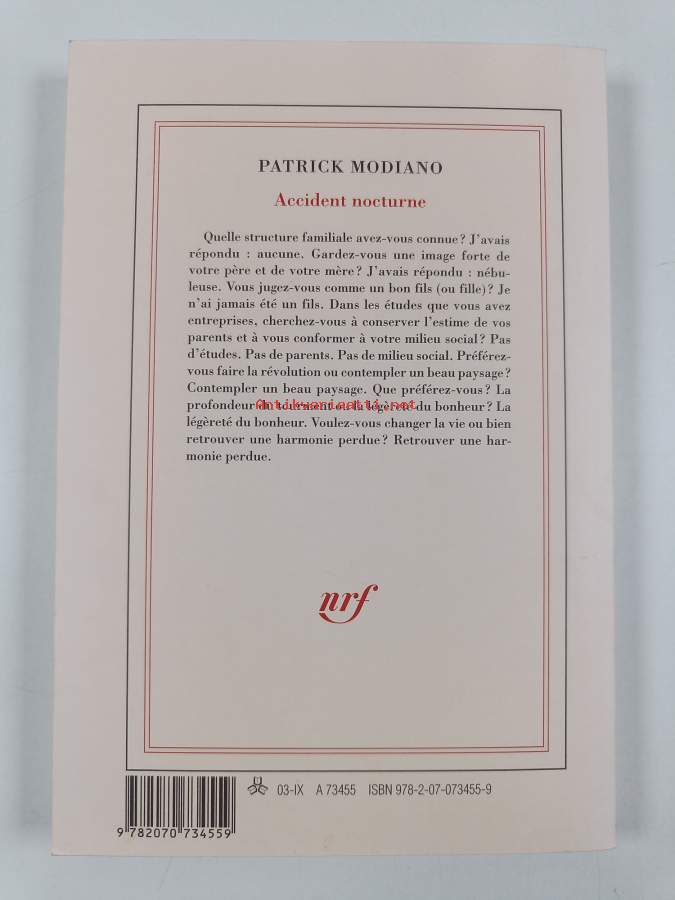 PATRICK MODIANO
Accident nocturne
Quelle structure familiale avez-vous connue ? J'avais
répondu : aucune. Gardez-vous une image forte de
votre père et de votre mère ? J'avais répondu : nébu-
leuse. Vous jugez-vous comme un bon fils (ou fille) ? Je
n'ai jamais été un fils. Dans les études que vous avez
entreprises, cherchez-vous à conserver l'estime de vos
parents et à vous conformer à votre milieu social ? Pas
d'études. Pas de parents. Pas de milieu social. Préférez-
vous faire la révolution ou contempler un beau paysage ?
Contempler un beau paysage. Que préférez-vous ? La
profondeur du tourment ou la légèreté du bonheur ? La
Antikvariaatti.net
légèreté du bonheur. Voulez-vous changer la vie ou bien
retrouver une harmonie perdue ? Retrouver une har-
monie perdue.
nrf
9 782070 734559
03-IX A 73455 ISBN 978-2-07-073455-9